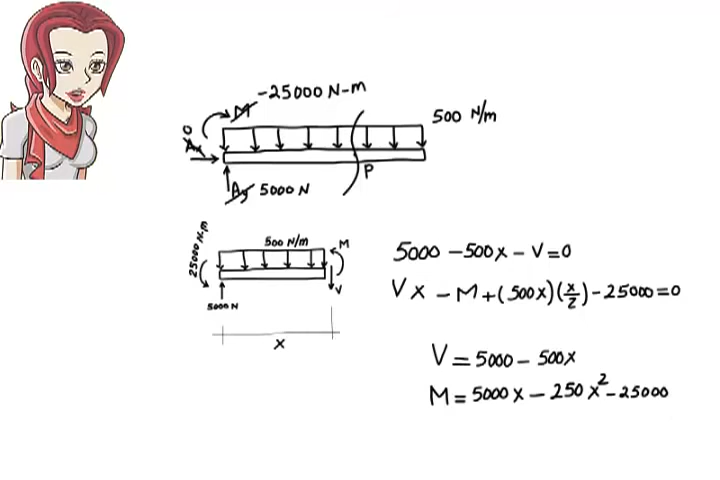 -25000 N-m
M
500 N/m
0
Ax
Ay 5000 N
P
25000 N-m
500 N/m
M
V
5000 N
x
5000 - 500x - V = 0
Vx - M + (500x)(x/2) - 25000 = 0
V = 5000 - 500x
M = 5000x - 250x² - 25000